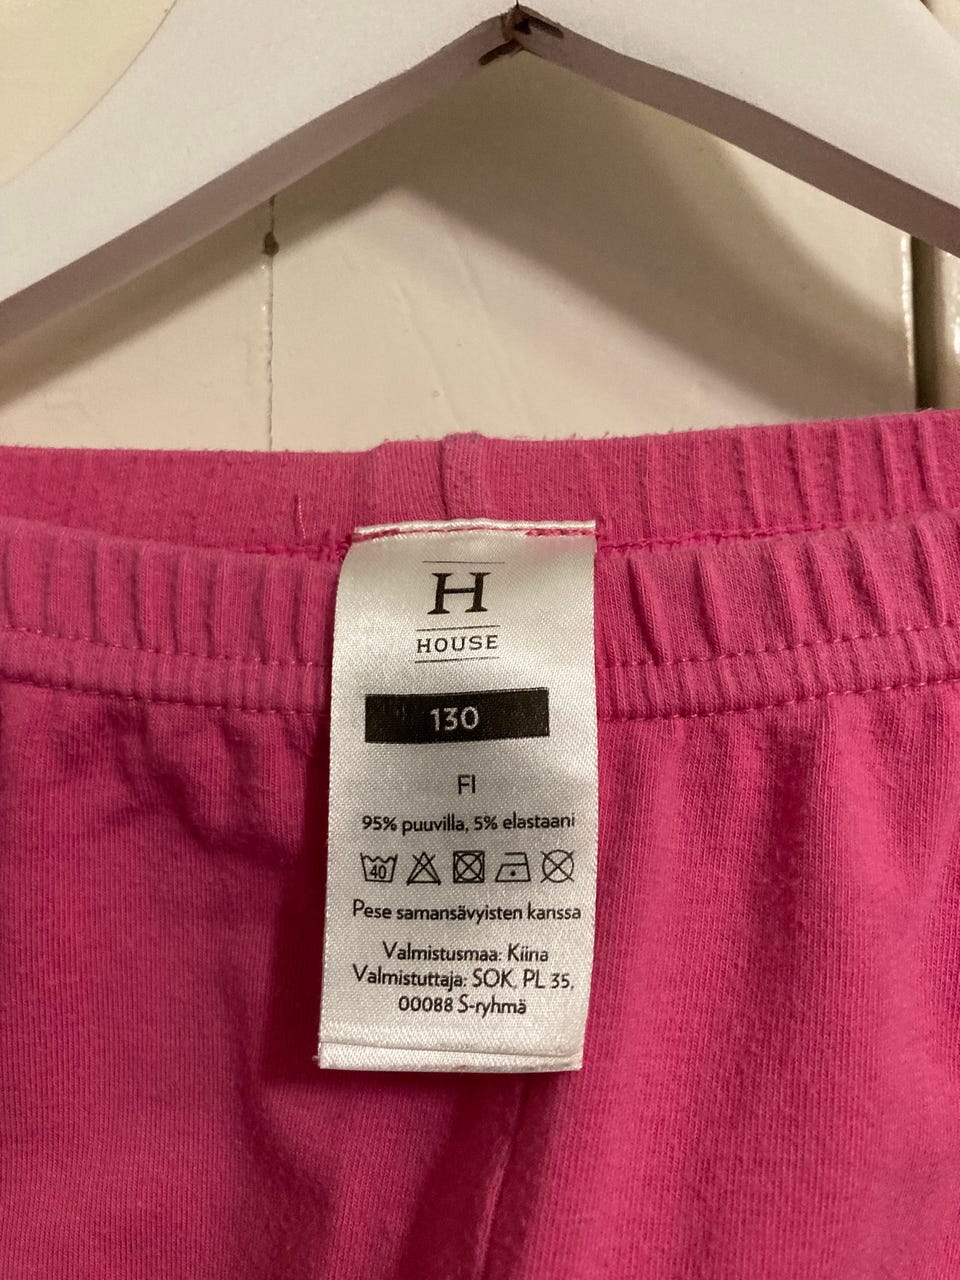 H
HOUSE
130
FI
95% puuvilla, 5% elastaani
40
Pese samansävyisten kanssa
Valmistusmaa: Kiina
Valmistuttaja: SOK, PL 35,
00088 S-ryhmä